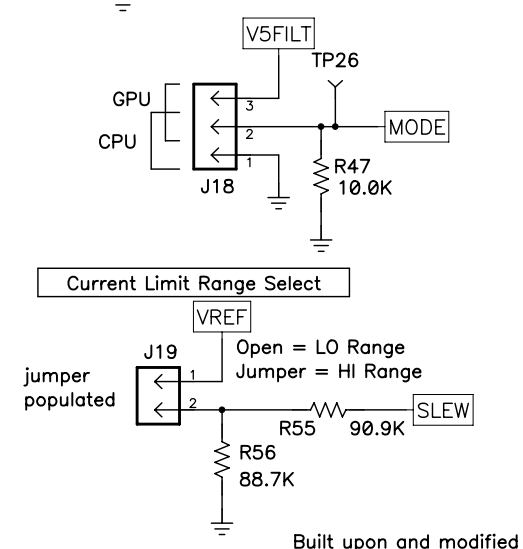 V5FILT
TP26
GPU
CPU
3
2
1
MODE
J18
R47
10.0K
Current Limit Range Select
VREF
J19
Open = LO Range
Jumper = HI Range
jumper
populated
1
2
SLEW
R55 90.9K
R56
88.7K
Built upon and modified